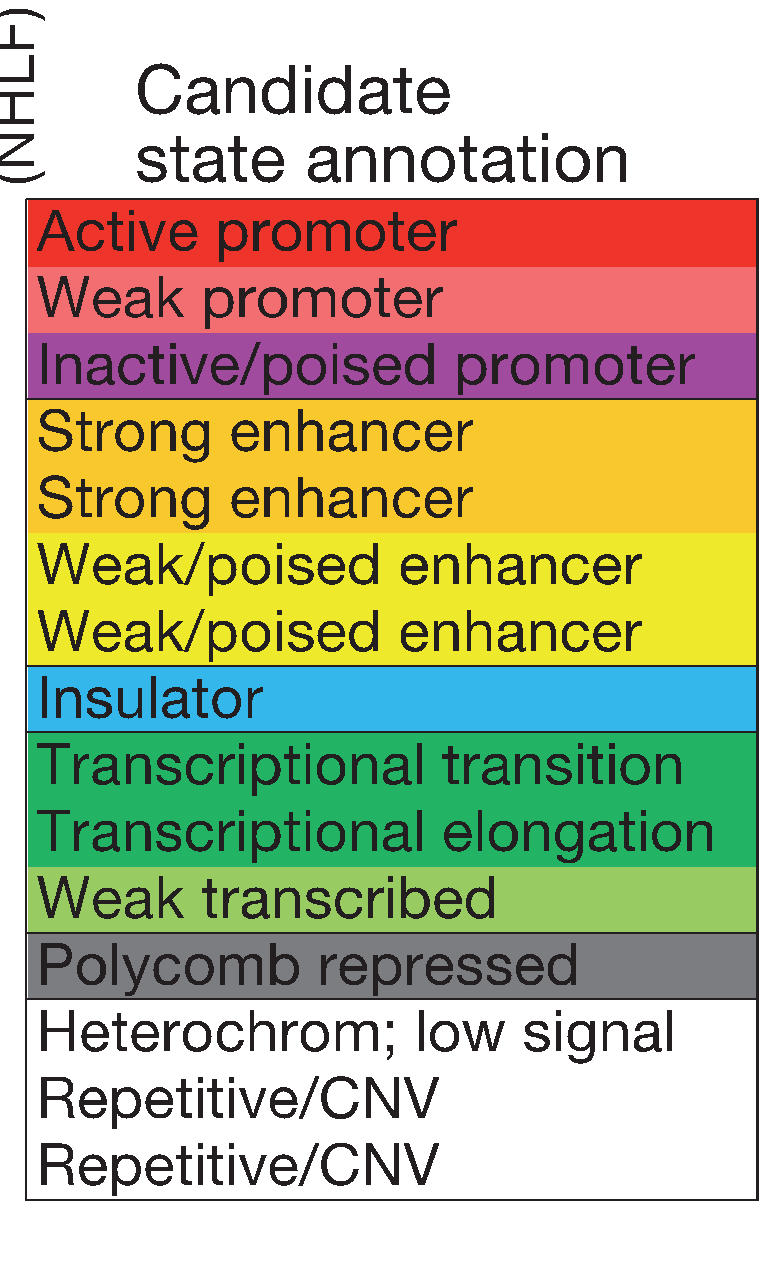 (NHLF)
Candidate
state annotation
Active promoter
Weak promoter
Inactive/poised promoter
Strong enhancer
Strong enhancer
Weak/poised enhancer
Weak/poised enhancer
Insulator
Transcriptional transition
Transcriptional elongation
Weak transcribed
Polycomb repressed
Heterochrom; low signal
Repetitive/CNV
Repetitive/CNV